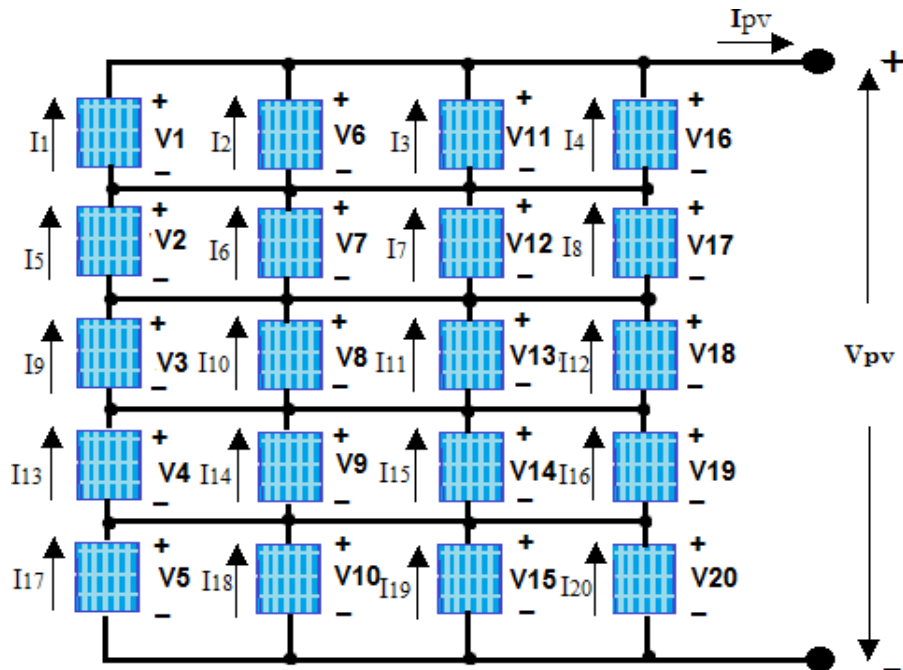 Ipv
+
I1 + V1 − I2 + V6 − I3 + V11 − I4 + V16 −
I5 + V2 − I6 + V7 − I7 + V12 − I8 + V17 −
Vpv
I9 + V3 − I10 + V8 − I11 + V13 − I12 + V18 −
I13 + V4 − I14 + V9 − I15 + V14 − I16 + V19 −
I17 + V5 − I18 + V10 − I19 + V15 − I20 + V20 −
−